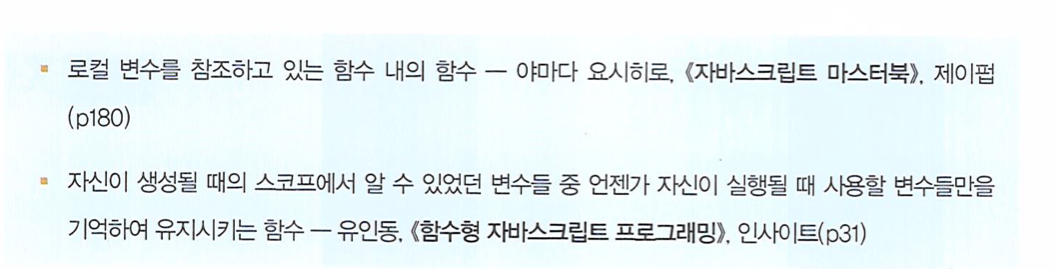 로컬 변수를 참조하고 있는 함수 내의 함수 — 야마다 요시히로, 《자바스크립트 마스터북》, 제이펍
(p180)
자신이 생성될 때의 스코프에서 알 수 있었던 변수들 중 언젠가 자신이 실행될 때 사용할 변수들만을
기억하여 유지시키는 함수 — 유인동, 《함수형 자바스크립트 프로그래밍》, 인사이트(p31)